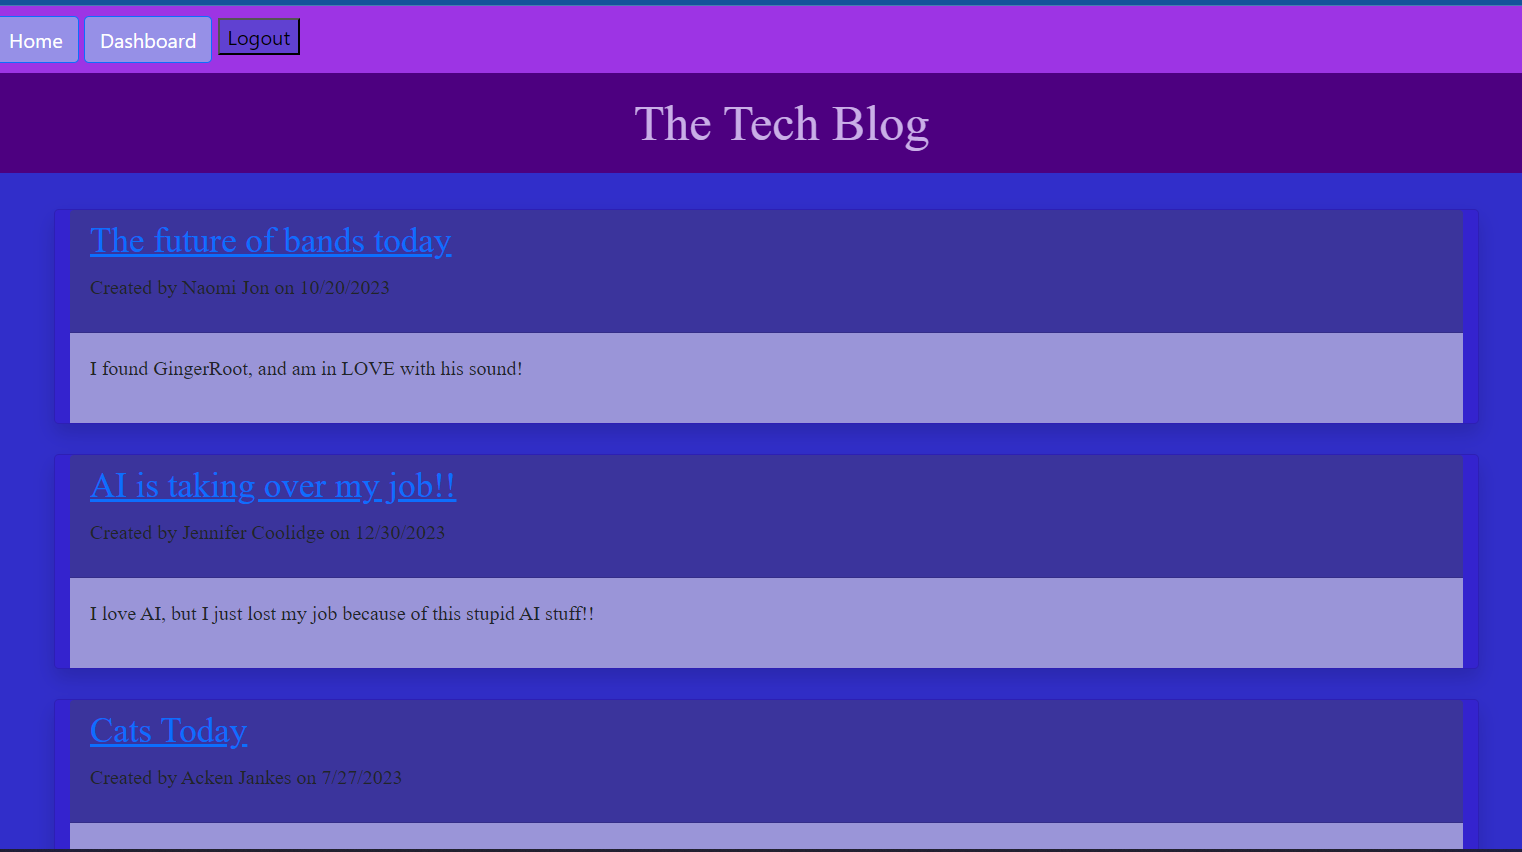 Home Dashboard Logout
The Tech Blog
The future of bands today
Created by Naomi Jon on 10/20/2023
I found GingerRoot, and am in LOVE with his sound!
AI is taking over my job!!
Created by Jennifer Coolidge on 12/30/2023
I love AI, but I just lost my job because of this stupid AI stuff!!
Cats Today
Created by Acken Jankes on 7/27/2023